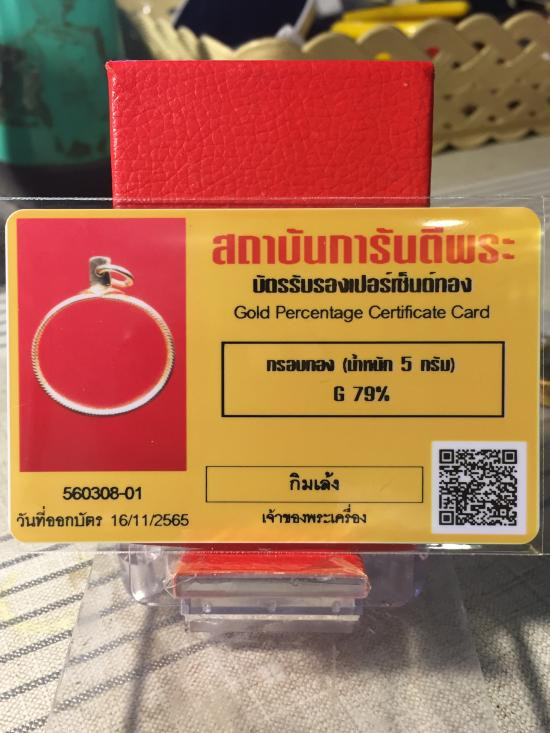 สถาบันการันตีพระ
บัตรรับรองเปอร์เซ็นต์ทอง
Gold Percentage Certificate Card
กรอบทอง (น้ำหนัก 5 กรัม)
G 79%
กิมเล้ง
เจ้าของพระเครื่อง
560308-01
วันที่ออกบัตร 16/11/2565